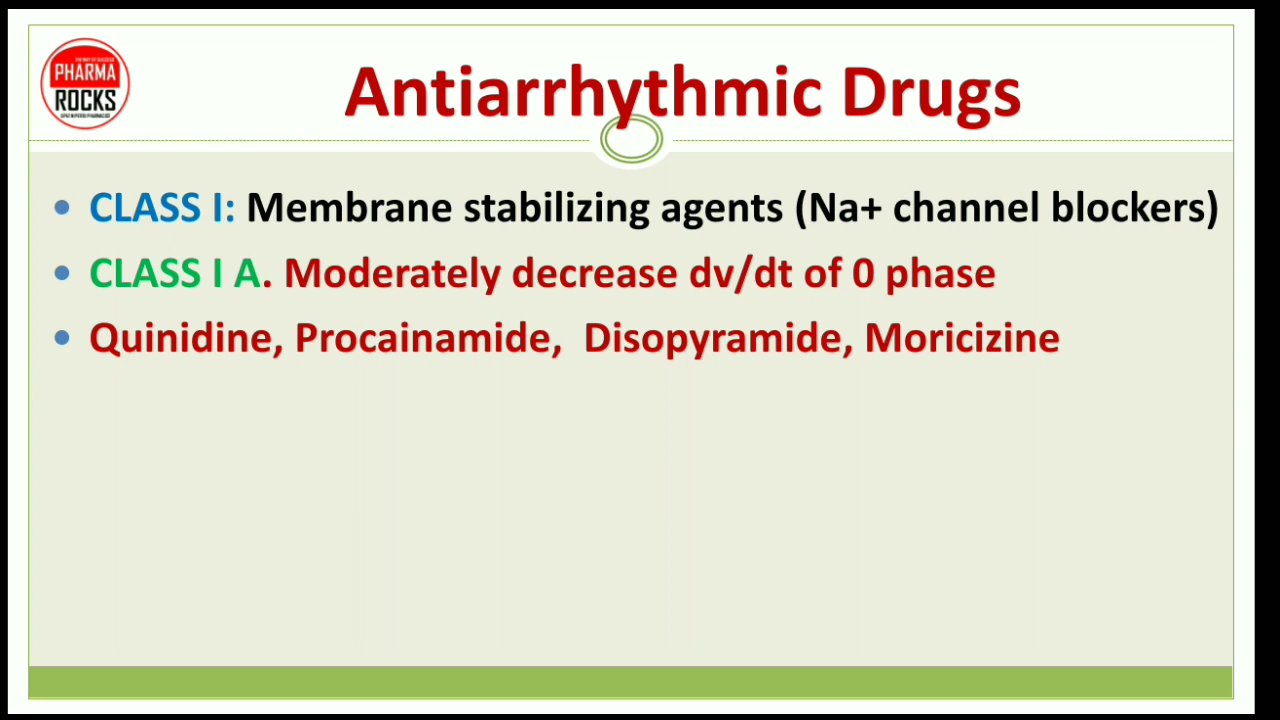 PHARMA
ROCKS
Antiarrhythmic Drugs
• CLASS I: Membrane stabilizing agents (Na+ channel blockers)
• CLASS I A. Moderately decrease dv/dt of 0 phase
• Quinidine, Procainamide, Disopyramide, Moricizine